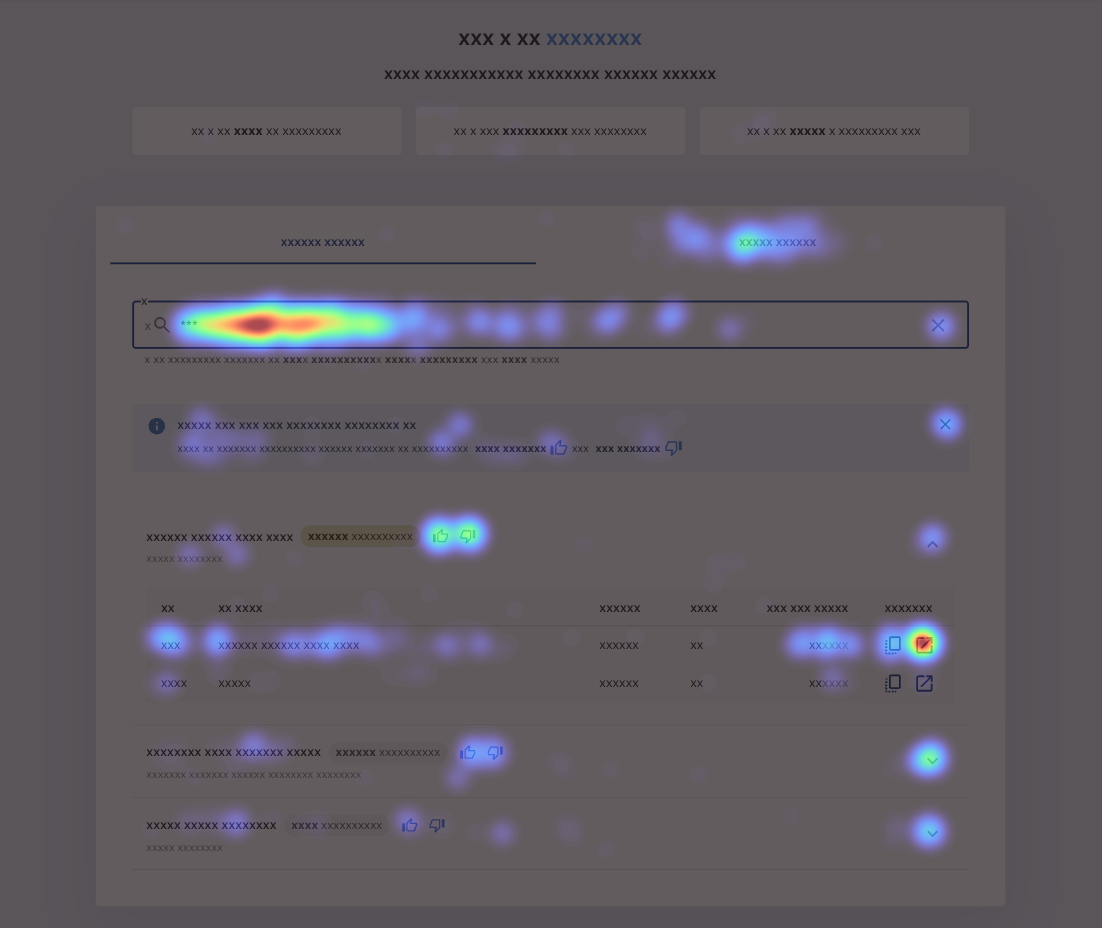 xxx x xx xxxxxxxx
xxxx xxxxxxxxxxx xxxxxxxx xxxxxx xxxxxx
xx x xx xxxx xx xxxxxxxxx
xx x xxx xxxxxxxxx xxx xxxxxxxx
xx x xx xxxxx x xxxxxxxxx xxx
xxxxxx xxxxxx
xxxxx xxxxxx
x
x ***
x xx xxxxxxxxx xxxxxxx xx xxxx xxxxxxxxxxx xxxxx xxxxxxxxx xxx xxxx xxxxx
xxxxx xxx xxx xxx xxxxxxxx xxxxxxxx xx
xxxx xx xxxxxxx xxxxxxxxxx xxxxxx xxxxxxx xx xxxxxxxxxx xxxx xxxxxxx xxx xxx xxxxxxx
xxxxxx xxxxxx xxxx xxxx xxxxxx xxxxxxxxxx
xxxxx xxxxxxxx
xx xx xxxx xxxxxx xxxx xxx xxx xxxxx xxxxxxx
xxx xxxxxx xxxxxx xxxx xxxx xxxxxx xx xxxxxx
xxxx xxxxx xxxxxx xx xxxxxx
xxxxxxxx xxxx xxxxxxx xxxxx xxxxxx xxxxxxxxxx
xxxxxxx xxxxxxx xxxxxx xxxxxxxx xxxxxxxx
xxxxx xxxxx xxxxxxxx xxxx xxxxxxxxxx
xxxxx xxxxxxxx